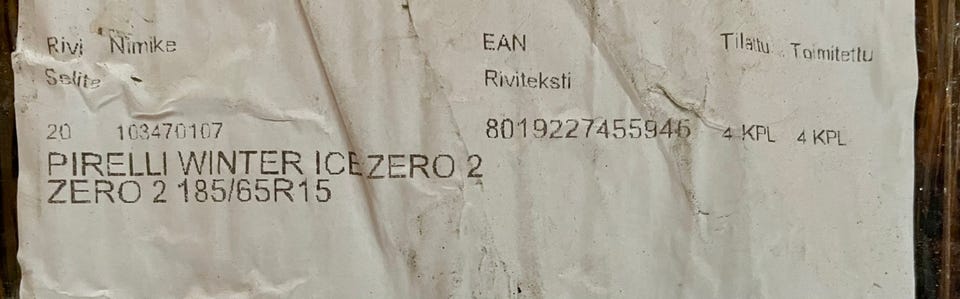 Rivi Nimike EAN Tilattu Toimitettu
Selite Riviteksti
20 103470107 8019227455946 4 KPL 4 KPL
PIRELLI WINTER ICEZERO 2
ZERO 2 185/65R15